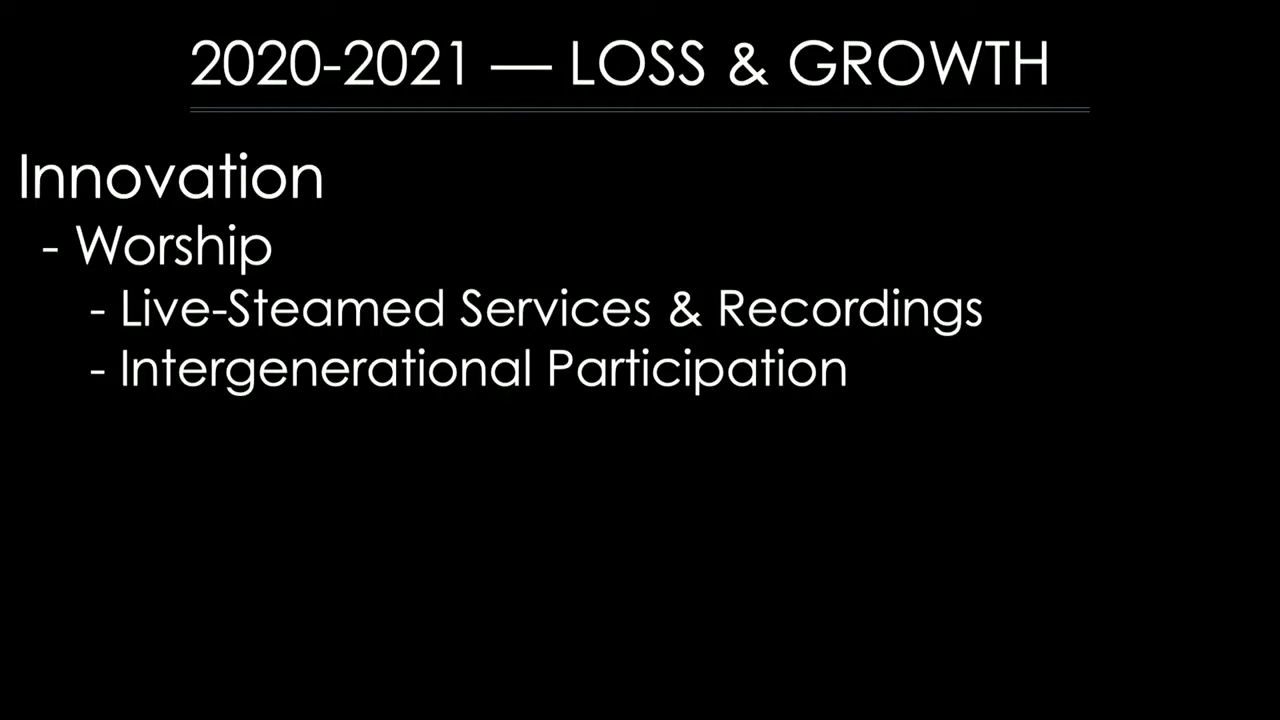 2020-2021 — LOSS & GROWTH
Innovation
- Worship
- Live-Steamed Services & Recordings
- Intergenerational Participation